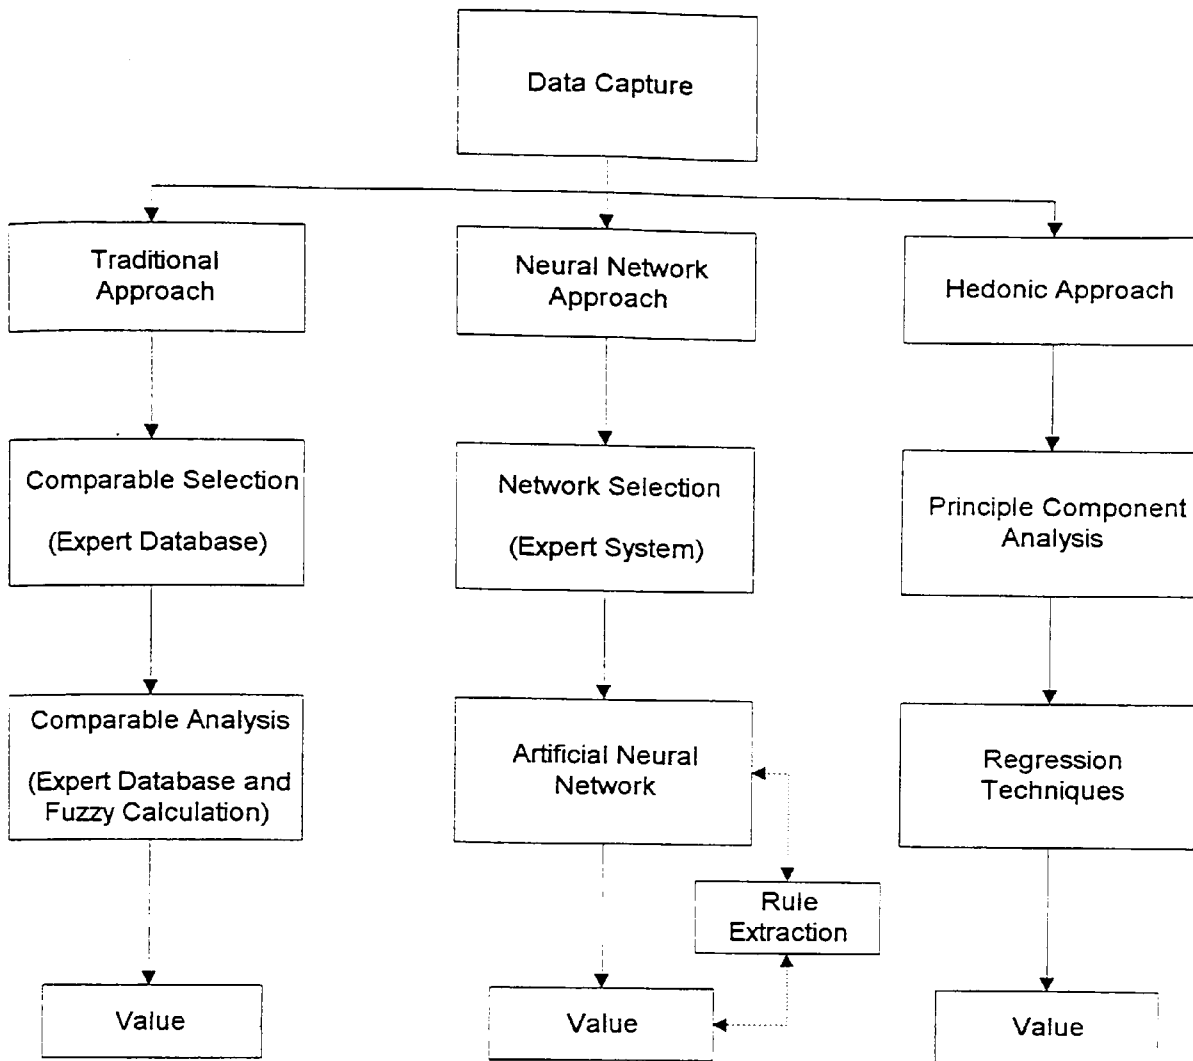 Data Capture
Traditional
Approach
Neural Network
Approach
Hedonic Approach
Comparable Selection
(Expert Database)
Network Selection
(Expert System)
Principle Component
Analysis
Comparable Analysis
(Expert Database and
Fuzzy Calculation)
Artificial Neural
Network
Regression
Techniques
Rule
Extraction
Value
Value
Value